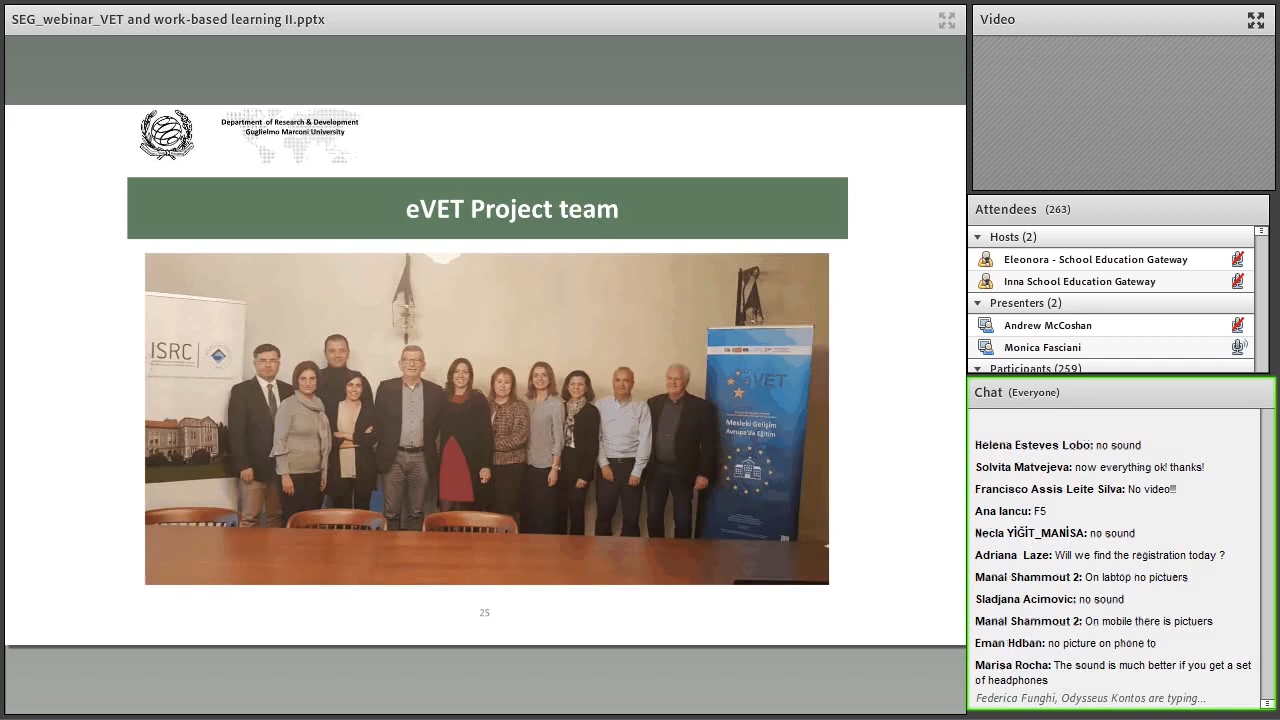 SEG_webinar_VET and work-based learning II.pptx
Department of Research & Development
Guglielmo Marconi University
eVET Project team
ISRC
eVET
Mesleki Gelişim
Avrupa'da Eğitim
25
Video
Attendees (263)
Hosts (2)
Eleonora - School Education Gateway
Inna School Education Gateway
Presenters (2)
Andrew McCoshan
Monica Fasciani
Participants (259)
Chat (Everyone)
Helena Esteves Lobo: no sound
Solvita Matvejeva: now everything ok! thanks!
Francisco Assis Leite Silva: No video!!!
Ana Iancu: F5
Necla YİĞİT_MANİSA: no sound
Adriana Laze: Will we find the registration today ?
Manal Shammout 2: On labtop no pictuers
Sladjana Acimovic: no sound
Manal Shammout 2: On mobile there is pictuers
Eman Hdban: no picture on phone to
Marisa Rocha: The sound is much better if you get a set
of headphones
Federica Funghi, Odysseus Kontos are typing...